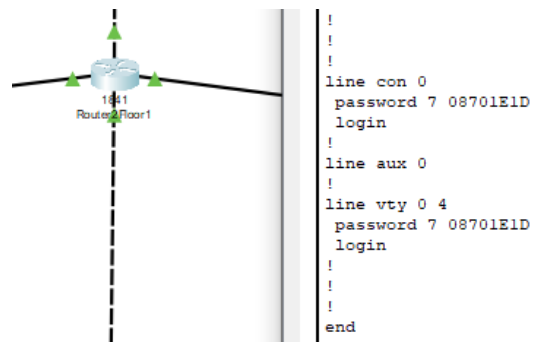 1841
Router2Floor1
!
!
!
line con 0
password 7 08701E1D
login
!
line aux 0
!
line vty 0 4
password 7 08701E1D
login
!
!
!
end